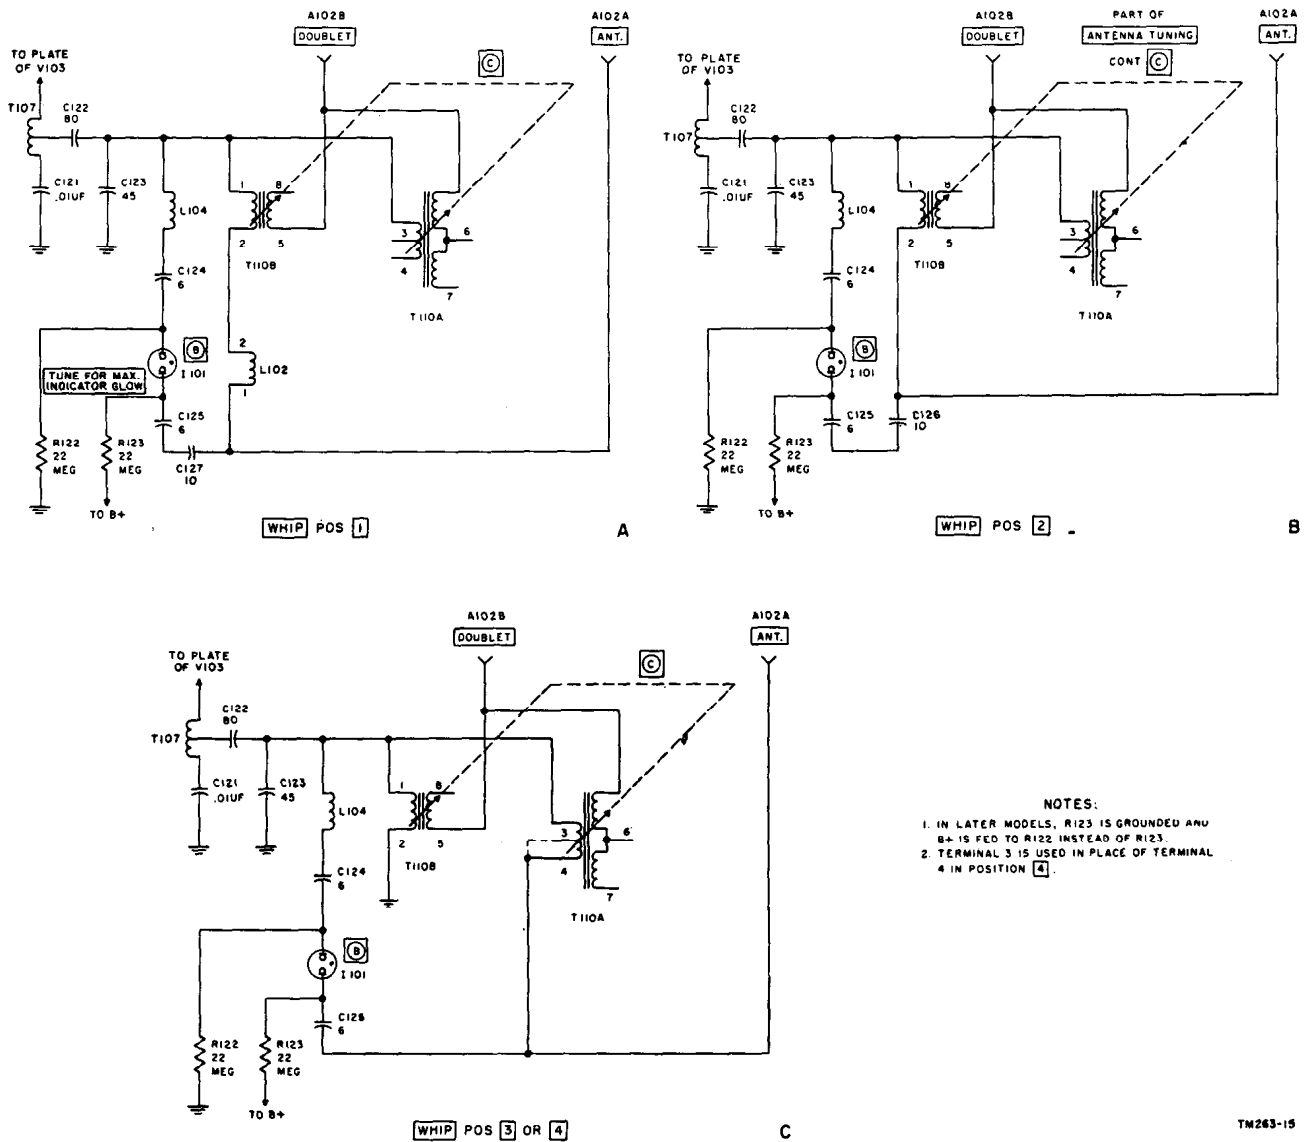 A102B
DOUBLET
A102A
ANT.
C
TO PLATE
OF V103
T107
C122
80
C121
.01UF
C123
45
L104
1
8
2
5
T110B
3
4
6
7
T110A
C124
6
B
I101
TUNE FOR MAX.
INDICATOR GLOW
2
L102
1
C125
6
C127
10
R122
22
MEG
R123
22
MEG
TO B+
WHIP POS 1
A
A102B
DOUBLET
PART OF
ANTENNA TUNING
CONT C
A102A
ANT.
TO PLATE
OF V103
T107
C122
80
C121
.01UF
C123
45
L104
1
8
2
5
T110B
3
4
6
7
T110A
C124
6
B
I101
C125
6
C126
10
R122
22
MEG
R123
22
MEG
TO B+
WHIP POS 2
B
A102B
DOUBLET
A102A
ANT.
C
TO PLATE
OF V103
T107
C122
80
C121
.01UF
C123
45
L104
1
8
2
5
T110B
3
4
6
7
T110A
C124
6
B
I101
C126
6
R122
22
MEG
R123
22
MEG
TO B+
WHIP POS 3 OR 4
C
NOTES:
1. IN LATER MODELS, R123 IS GROUNDED AND
B+ IS FED TO R122 INSTEAD OF R123.
2. TERMINAL 3 IS USED IN PLACE OF TERMINAL
4 IN POSITION 4.
TM263-15